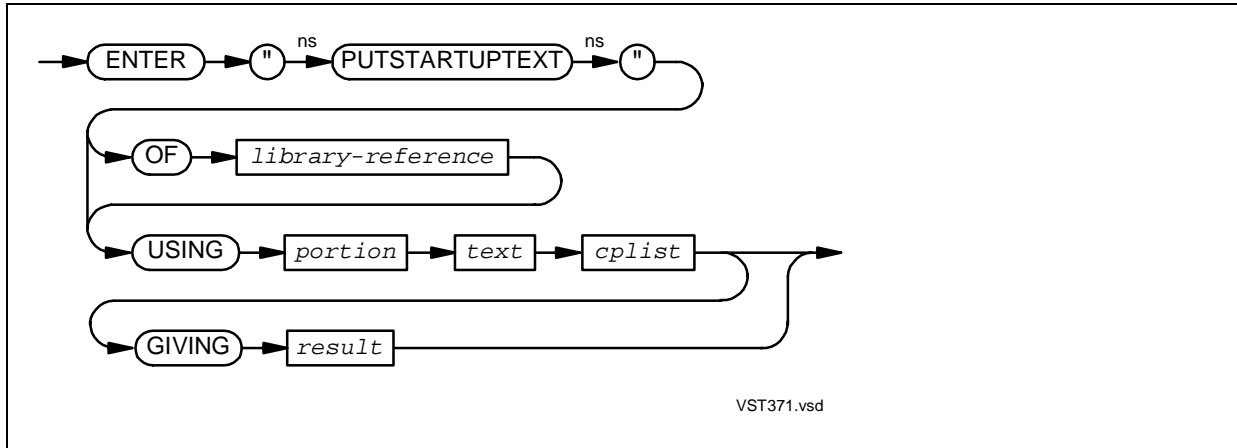 ENTER " ns PUTSTARTUPTEXT ns "
OF library-reference
USING portion text cplist
GIVING result
VST371.vsd